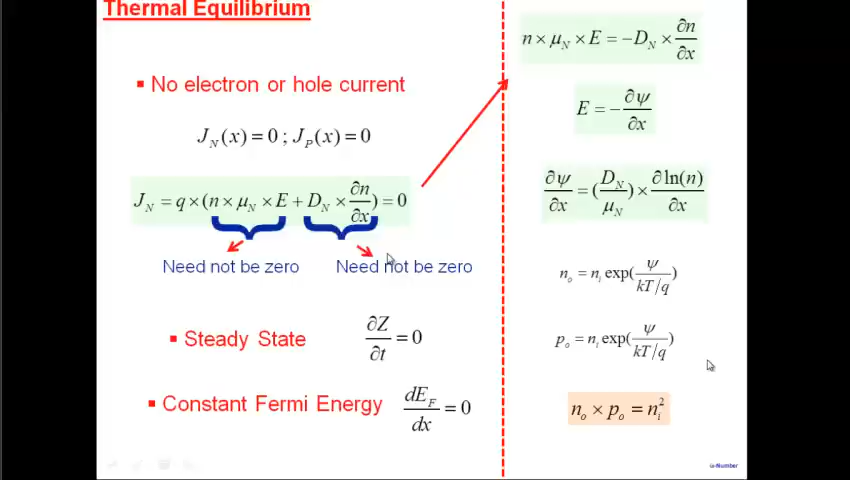 Thermal Equilibrium
▪ No electron or hole current
J_N(x) = 0 ; J_P(x) = 0
J_N = q × (n × μ_N × E + D_N × ∂n/∂x) = 0
Need not be zero Need not be zero
▪ Steady State ∂Z/∂t = 0
▪ Constant Fermi Energy dE_F/dx = 0
n × μ_N × E = −D_N × ∂n/∂x
E = −∂ψ/∂x
∂ψ/∂x = (D_N/μ_N) × ∂ln(n)/∂x
n_o = n_i exp(ψ/(kT/q))
p_o = n_i exp(ψ/(kT/q))
n_o × p_o = n_i^2